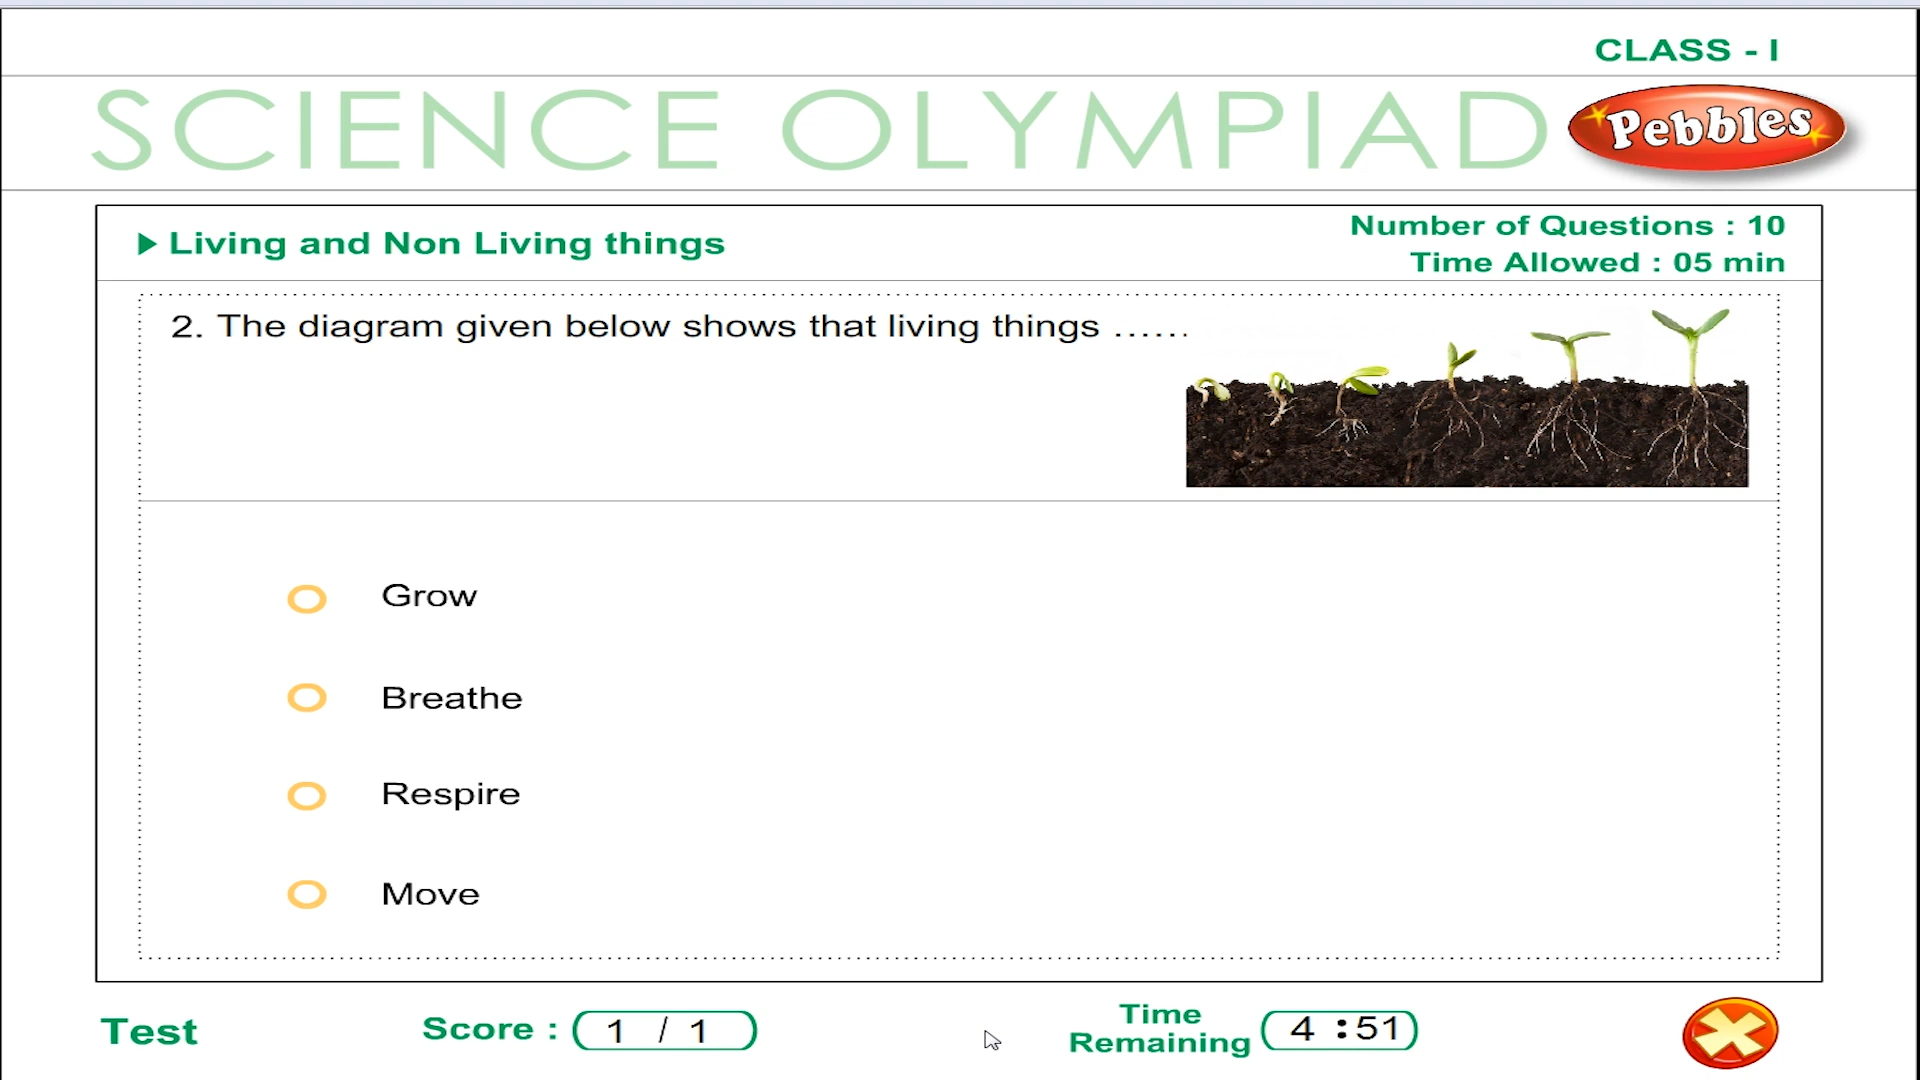 CLASS - I
SCIENCE OLYMPIAD
Pebbles
Living and Non Living things
Number of Questions : 10
Time Allowed : 05 min
2. The diagram given below shows that living things ......
Grow
Breathe
Respire
Move
Test
Score : 1 / 1
Time Remaining 4 : 51